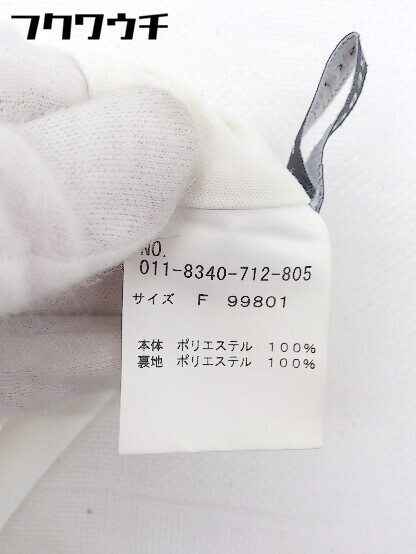 フクワウチ
NO.
011-8340-712-805
サイズ F 99801
本体 ポリエステル 100%
裏地 ポリエステル 100%